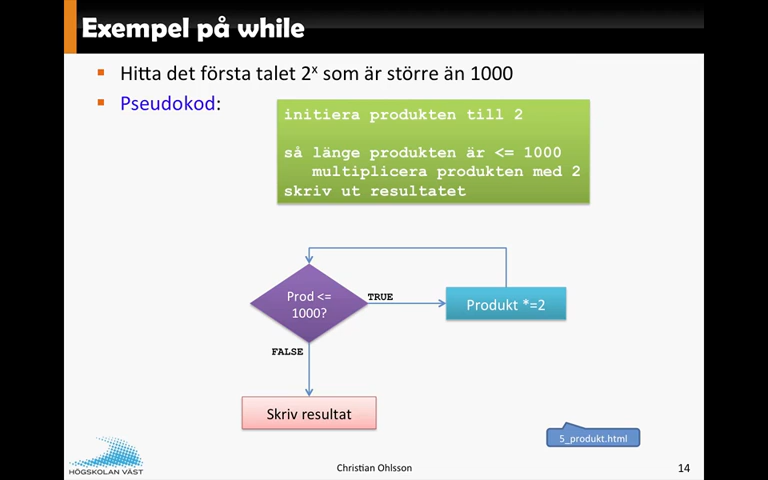 Exempel på while
Hitta det första talet 2ˣ som är större än 1000
Pseudokod:
initiera produkten till 2
så länge produkten är <= 1000
multiplicera produkten med 2
skriv ut resultatet
Prod <=
1000?
TRUE
Produkt *=2
FALSE
Skriv resultat
5_produkt.html
HÖGSKOLAN VÄST
Christian Ohlsson
14